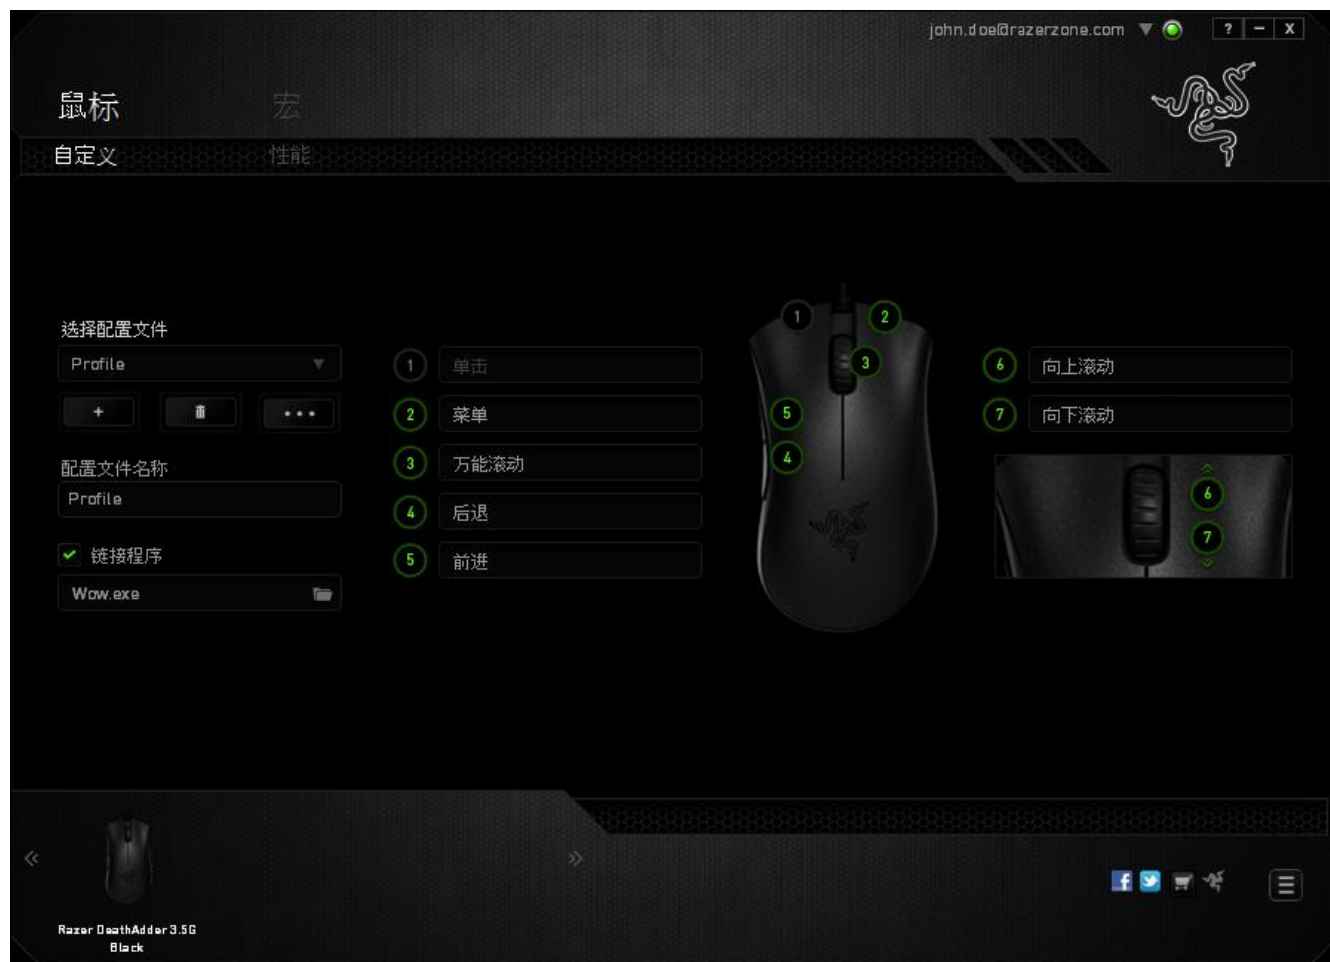 john.doe@razerzone.com
? – X
鼠标 宏
自定义 性能
选择配置文件
Profile
+
配置文件名称
Profile
链接程序
Wow.exe
1 单击
2 菜单
3 万能滚动
4 后退
5 前进
1 2
3
5
4
6 向上滚动
7 向下滚动
6
7
Razer DeathAdder 3.5G
Black